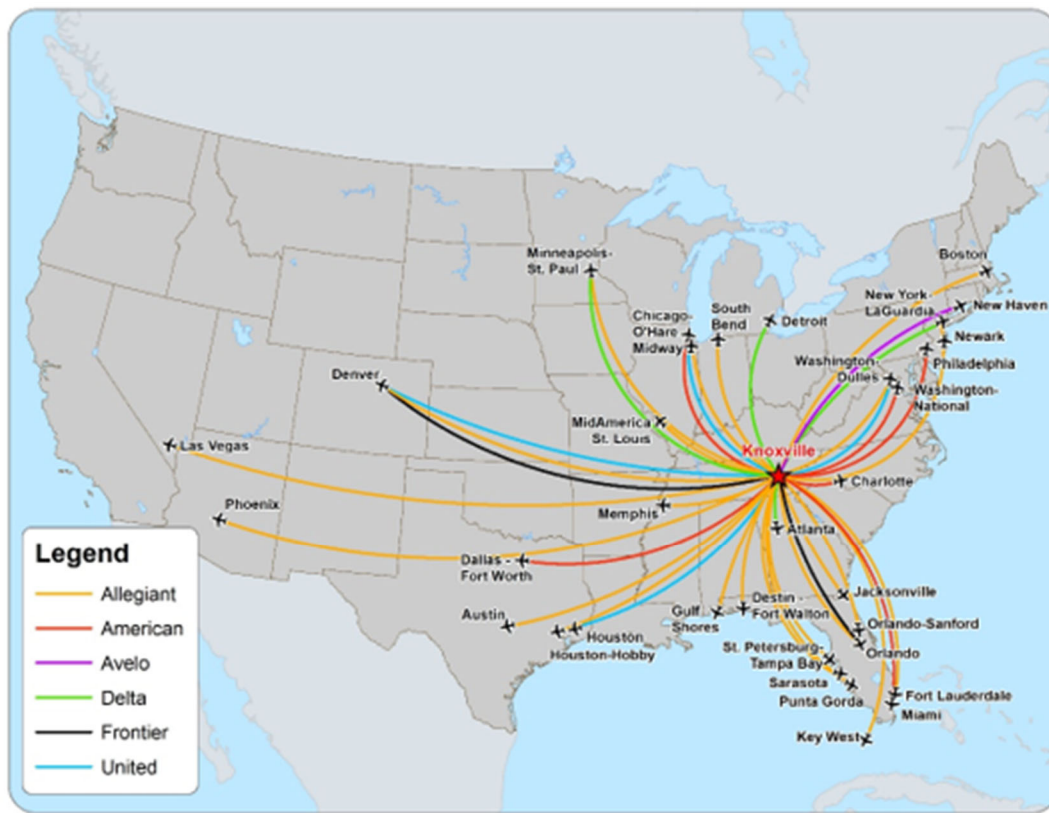 Minneapolis-
St. Paul
Boston
New York-
LaGuardia
New Haven
Chicago-
O'Hare
Midway
South
Bend
Detroit
Newark
Philadelphia
Washington-
Dulles
Washington-
National
Denver
MidAmerica
St. Louis
Las Vegas
Knoxville
Charlotte
Phoenix
Memphis
Atlanta
Dallas -
Fort Worth
Austin
Houston
Houston-Hobby
Gulf
Shores
Destin
Fort Walton
Jacksonville
Orlando-Sanford
Orlando
St. Petersburg-
Tampa Bay
Sarasota
Punta Gorda
Fort Lauderdale
Miami
Key West
Legend
Allegiant
American
Avelo
Delta
Frontier
United